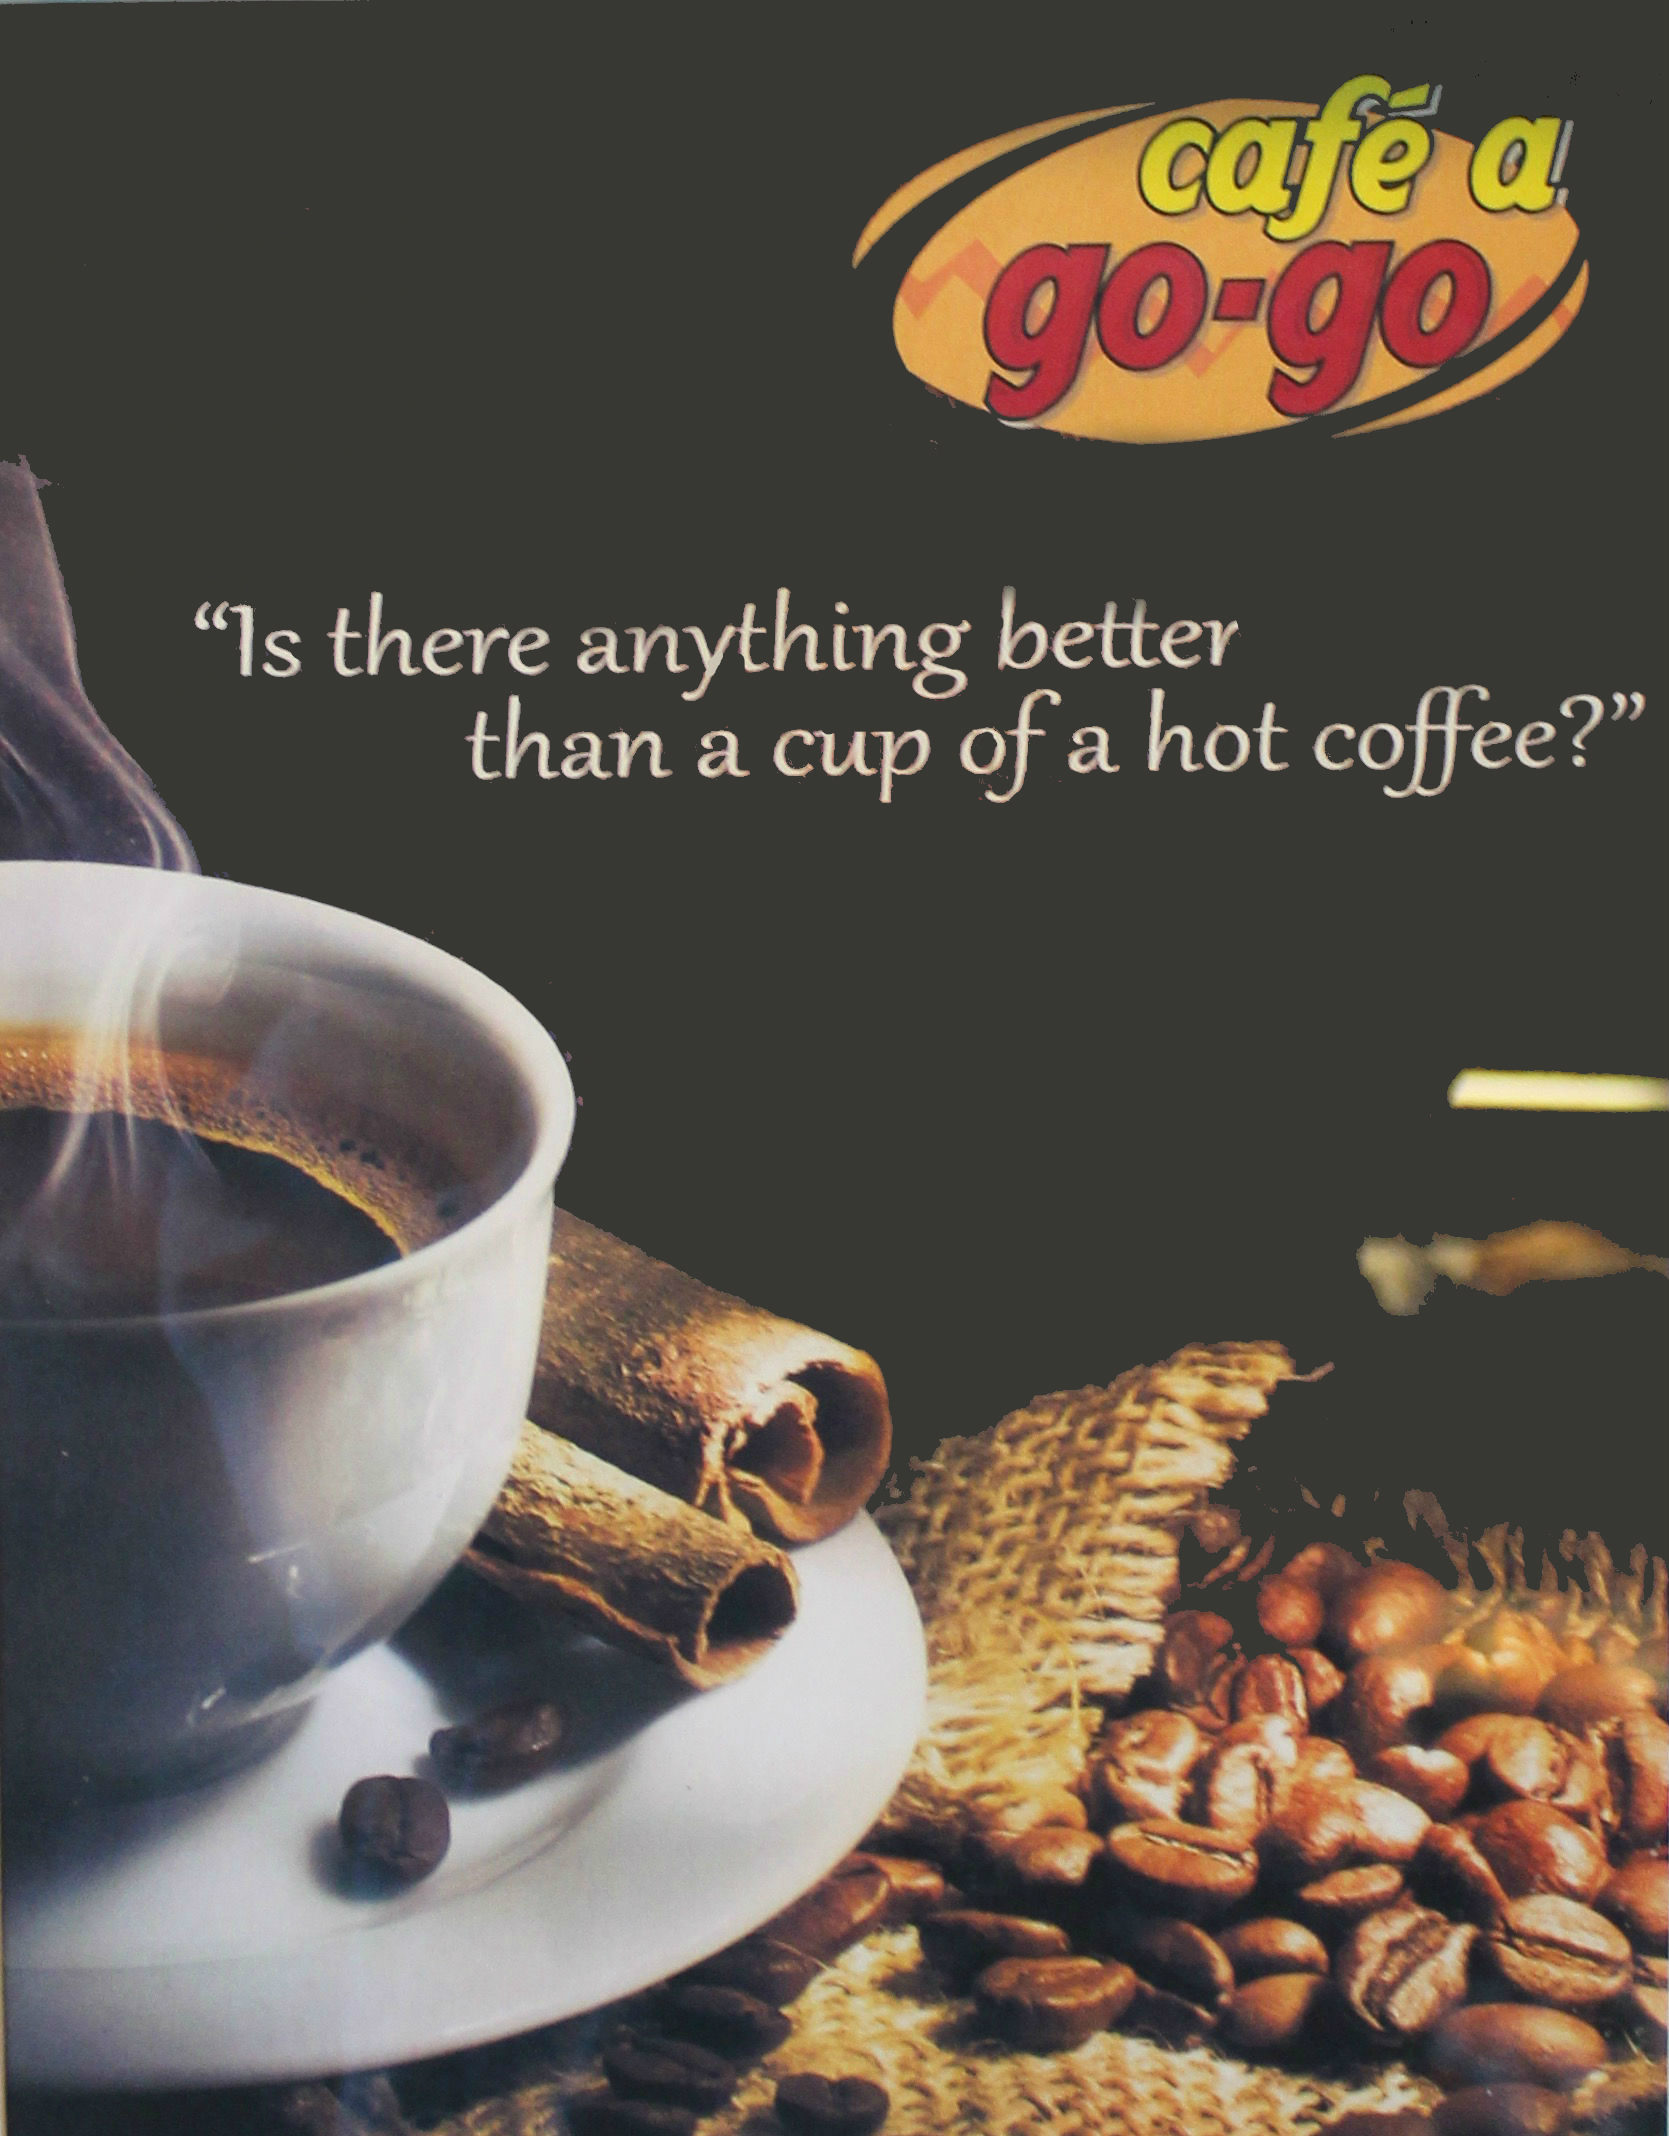 café a
go-go
“Is there anything better
than a cup of a hot coffee?”